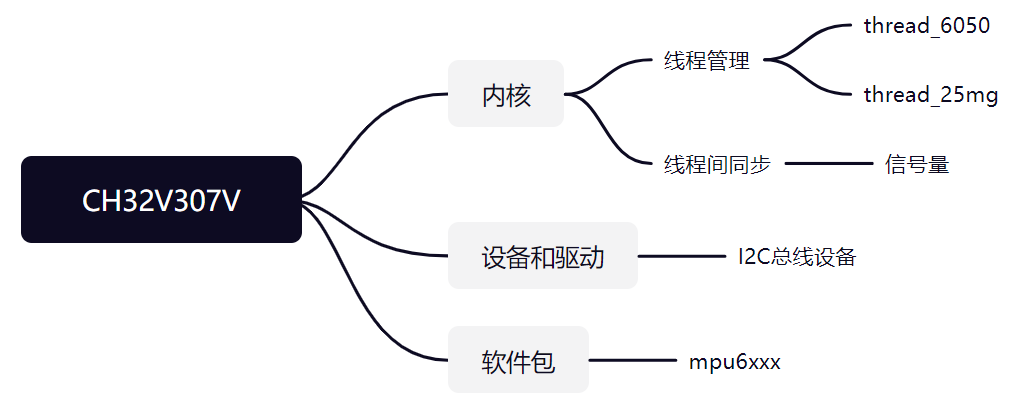 CH32V307V
内核
线程管理
thread_6050
thread_25mg
线程间同步
信号量
设备和驱动
I2C总线设备
软件包
mpu6xxx